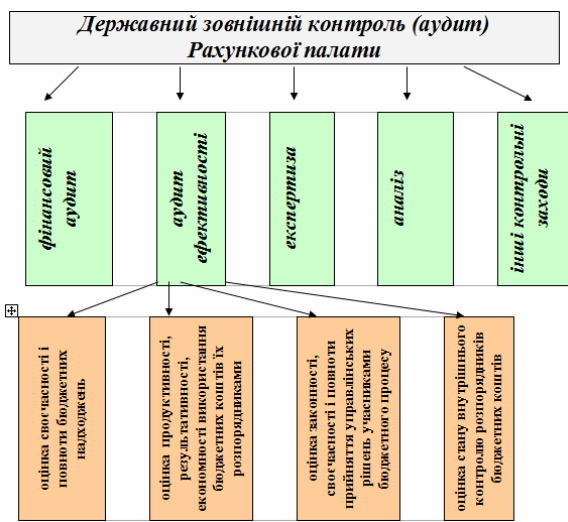 Державний зовнішній контроль (аудит)
Рахункової палати
фінансовий
аудит
аудит
ефективності
експертиза
аналіз
інші контрольні
заходи
оцінка своєчасності і
повноти бюджетних
надходжень
оцінка продуктивності,
результативності,
економності використання
бюджетних коштів їх
розпорядниками
оцінка законності,
своєчасності і повноти
прийняття управлінських
рішень учасниками
бюджетного процесу
оцінка стану внутрішнього
контролю розпорядників
бюджетних коштів